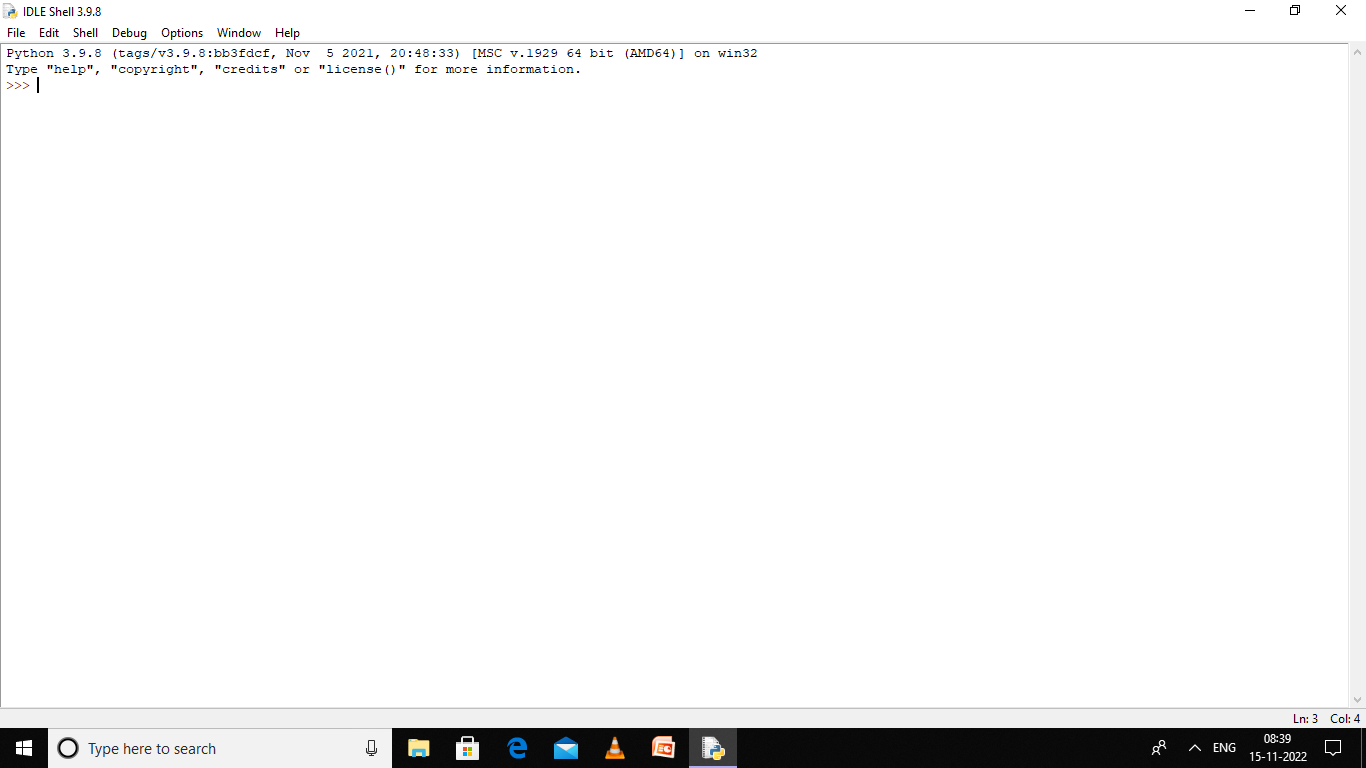 IDLE Shell 3.9.8
File Edit Shell Debug Options Window Help
Python 3.9.8 (tags/v3.9.8:bb3fdcf, Nov  5 2021, 20:48:33) [MSC v.1929 64 bit (AMD64)] on win32
Type "help", "copyright", "credits" or "license()" for more information.
>>>
Ln: 3 Col: 4
Type here to search
ENG
08:39
15-11-2022